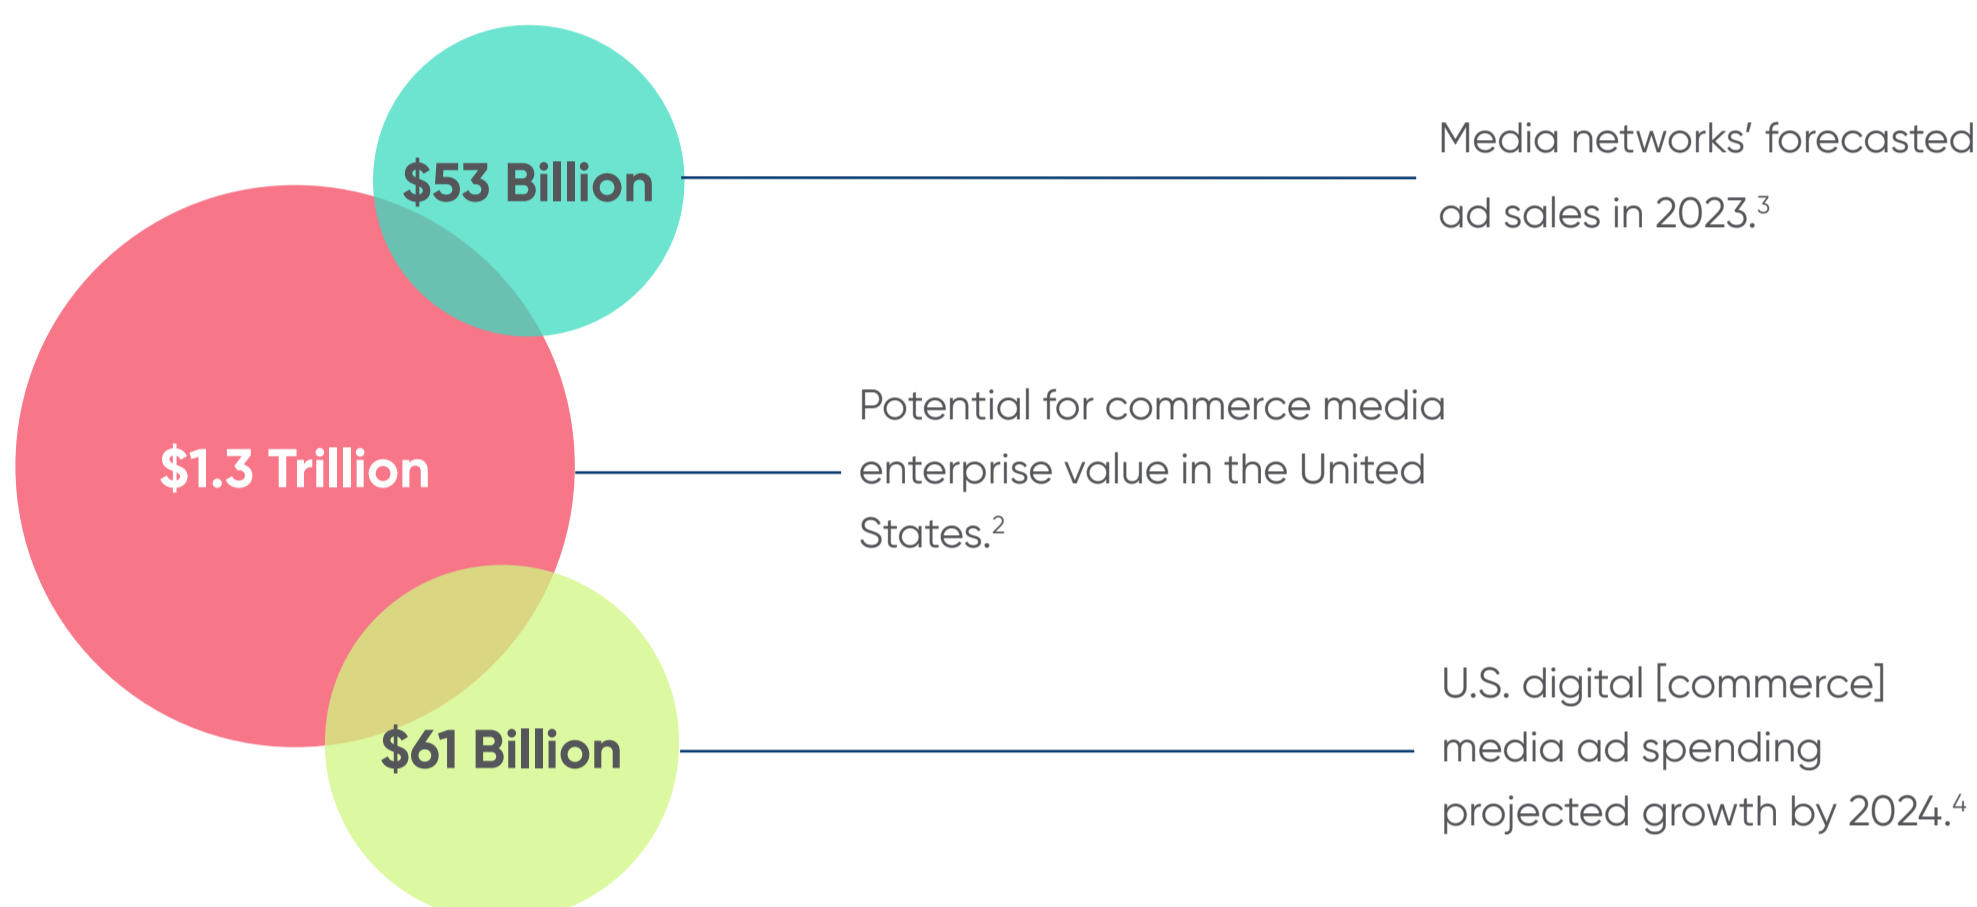 $53 Billion
Media networks’ forecasted
ad sales in 2023.³
$1.3 Trillion
Potential for commerce media
enterprise value in the United
States.²
$61 Billion
U.S. digital [commerce]
media ad spending
projected growth by 2024.⁴